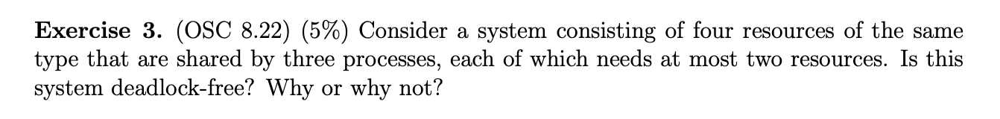 Exercise 3. (OSC 8.22) (5%) Consider a system consisting of four resources of the same
type that are shared by three processes, each of which needs at most two resources. Is this
system deadlock-free? Why or why not?